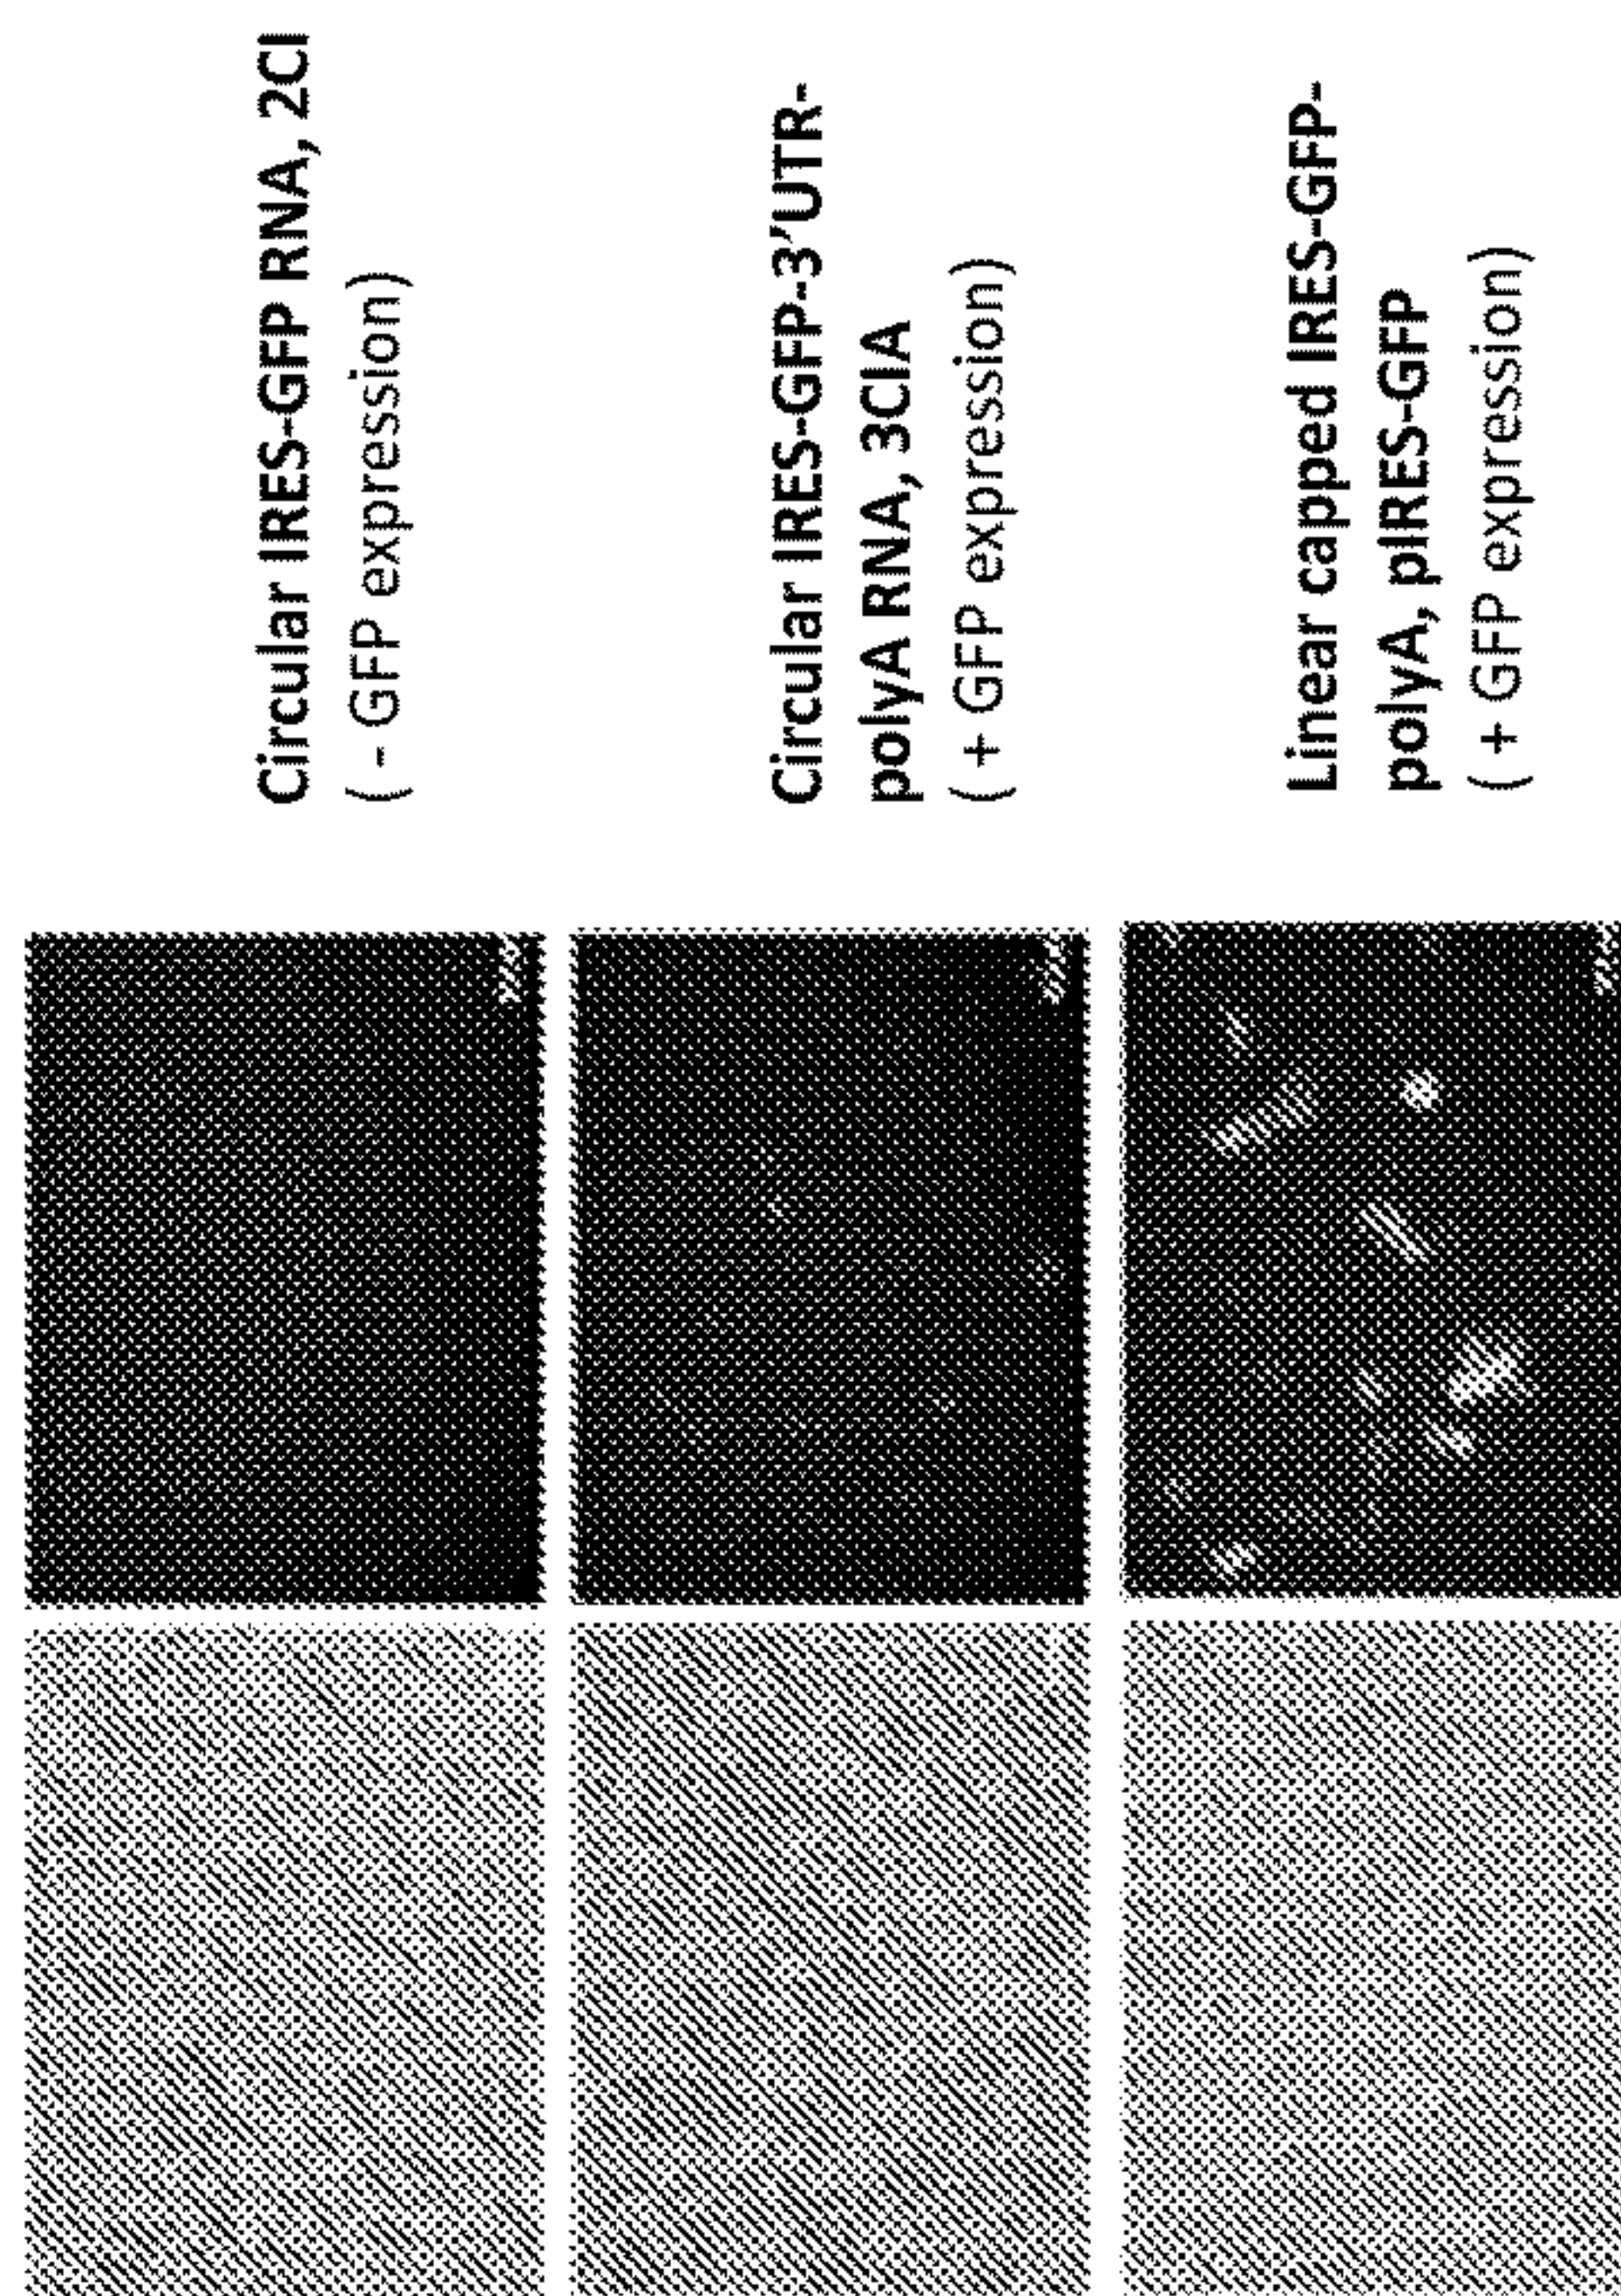 Circular IRES-GFP RNA, 2CI
( - GFP expression)
Circular IRES-GFP-3'UTR-
polyA RNA, 3CIA
( + GFP expression)
Linear capped IRES-GFP-
polyA, pIRES-GFP
( + GFP expression)